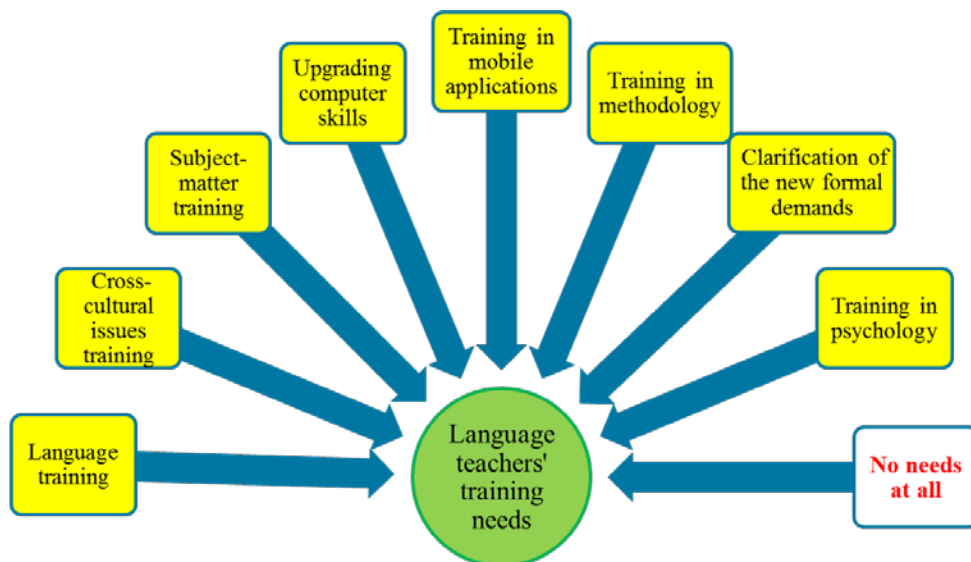 Training in
mobile
applications
Upgrading
computer
skills
Training in
methodology
Subject-
matter
training
Clarification of
the new formal
demands
Cross-
cultural
issues
training
Training in
psychology
Language
training
Language
teachers'
training
needs
No needs
at all